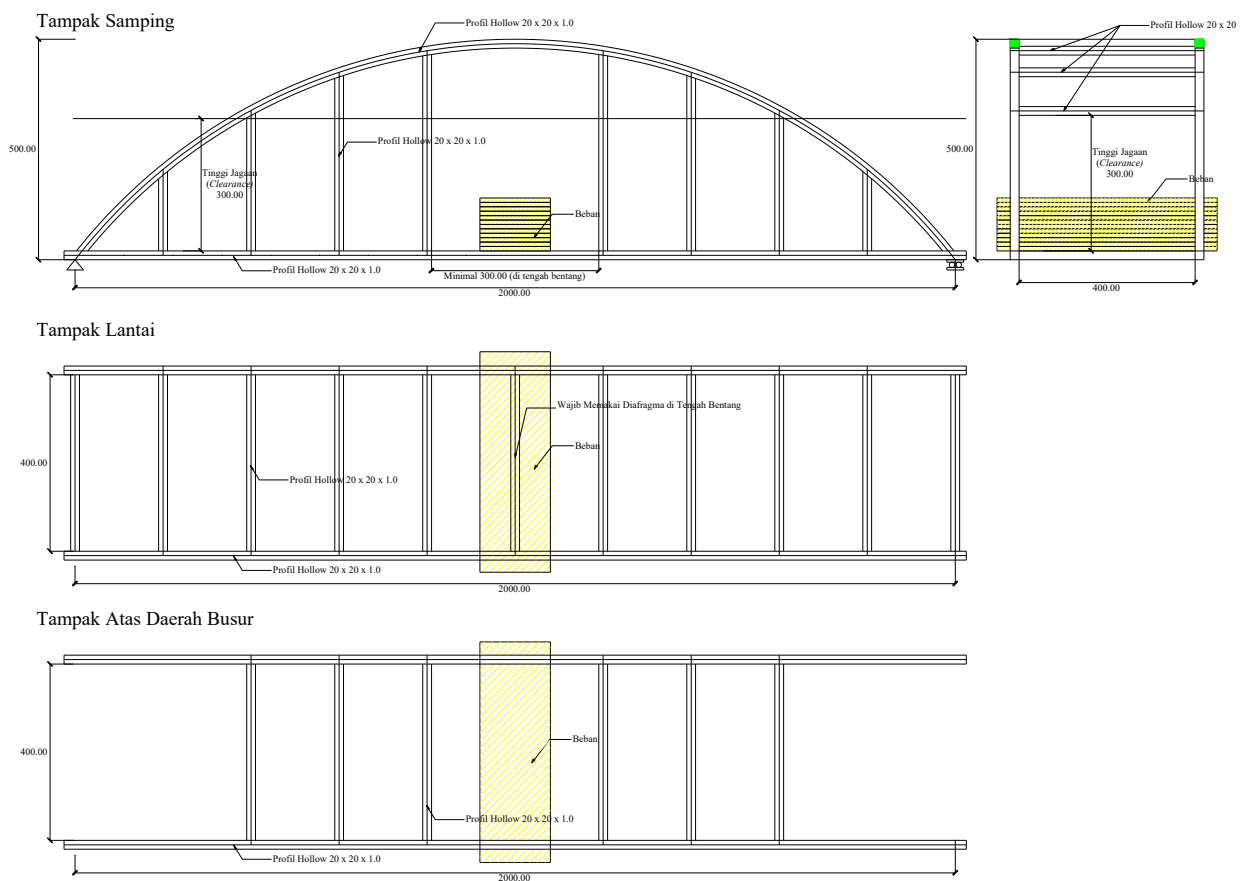 Tampak Samping
Profil Hollow 20 x 20 x 1.0
Profil Hollow 20 x 20
500.00
Profil Hollow 20 x 20 x 1.0
Tinggi Jagaan
(Clearance)
300.00
Beban
Profil Hollow 20 x 20 x 1.0
Minimal 300.00 (di tengah bentang)
2000.00
500.00
Tinggi Jagaan
(Clearance)
300.00
Beban
400.00
Tampak Lantai
Wajib Memakai Diafragma di Tengah Bentang
Beban
400.00
Profil Hollow 20 x 20 x 1.0
Profil Hollow 20 x 20 x 1.0
2000.00
Tampak Atas Daerah Busur
Beban
400.00
Profil Hollow 20 x 20 x 1.0
Profil Hollow 20 x 20 x 1.0
2000.00